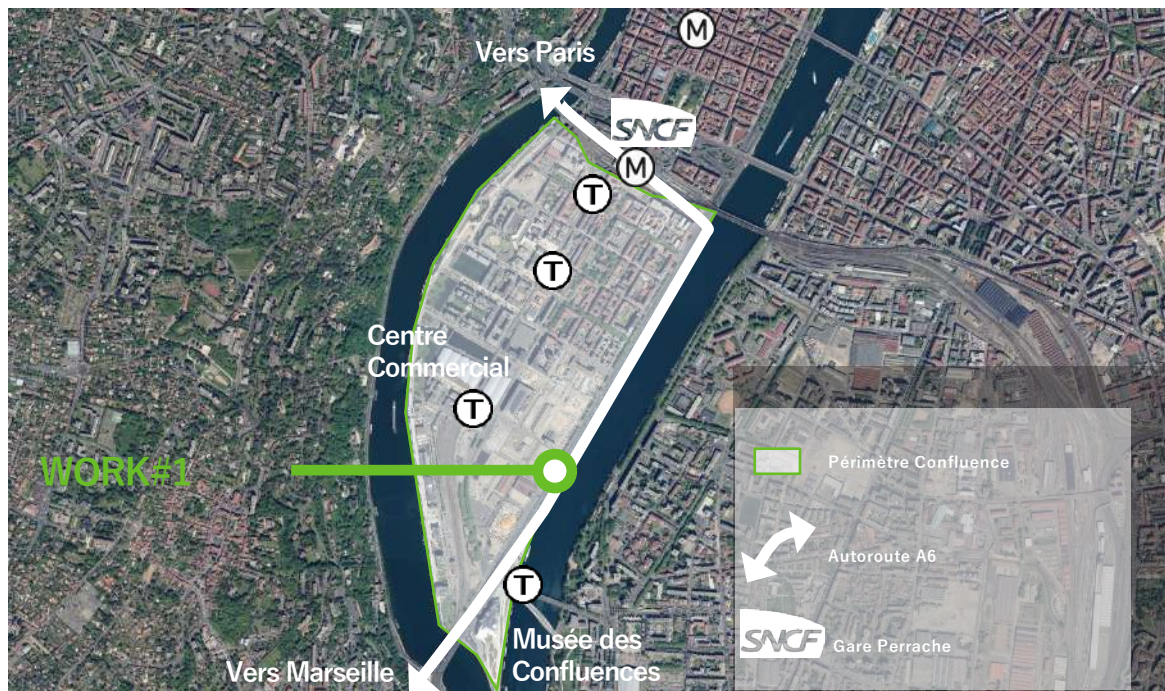 M
Vers Paris
SNCF
M
T
T
Centre
Commercial
T
WORK#1
T
Musée des
Confluences
Vers Marseille
Périmètre Confluence
Autoroute A6
SNCF
Gare Perrache